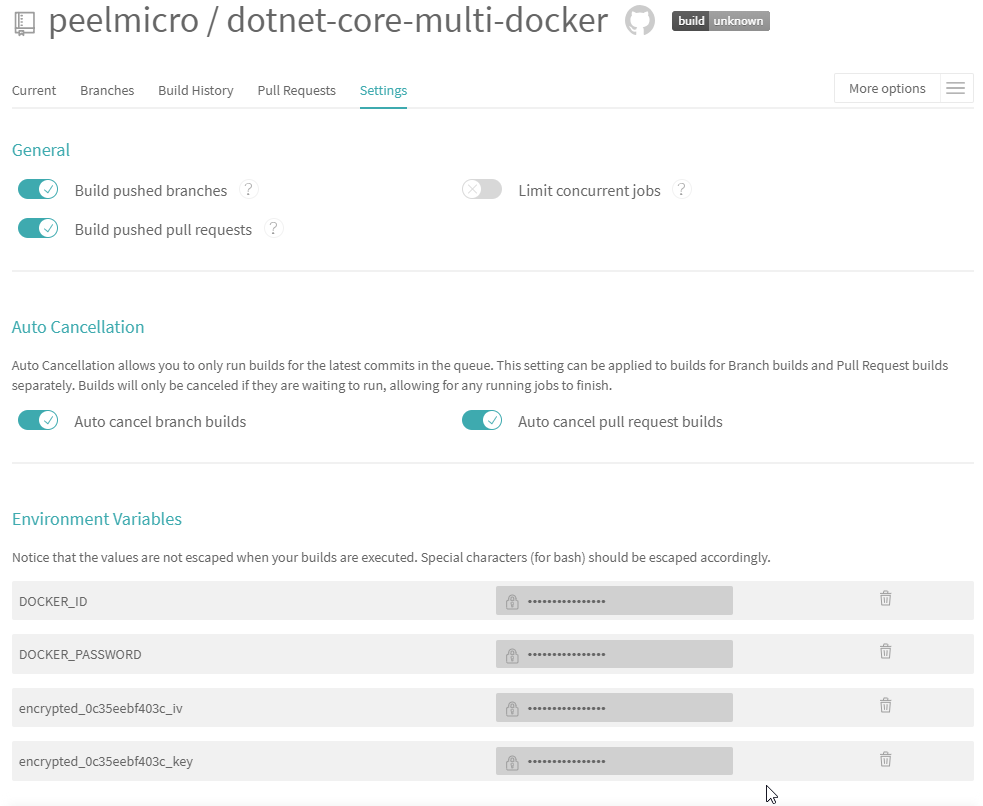 peelmicro / dotnet-core-multi-docker build unknown
Current Branches Build History Pull Requests Settings More options
General
Build pushed branches ? Limit concurrent jobs ?
Build pushed pull requests ?
Auto Cancellation
Auto Cancellation allows you to only run builds for the latest commits in the queue. This setting can be applied to builds for Branch builds and Pull Request builds
separately. Builds will only be canceled if they are waiting to run, allowing for any running jobs to finish.
Auto cancel branch builds Auto cancel pull request builds
Environment Variables
Notice that the values are not escaped when your builds are executed. Special characters (for bash) should be escaped accordingly.
DOCKER_ID ••••••••••••••••
DOCKER_PASSWORD ••••••••••••••••
encrypted_0c35eebf403c_iv ••••••••••••••••
encrypted_0c35eebf403c_key ••••••••••••••••